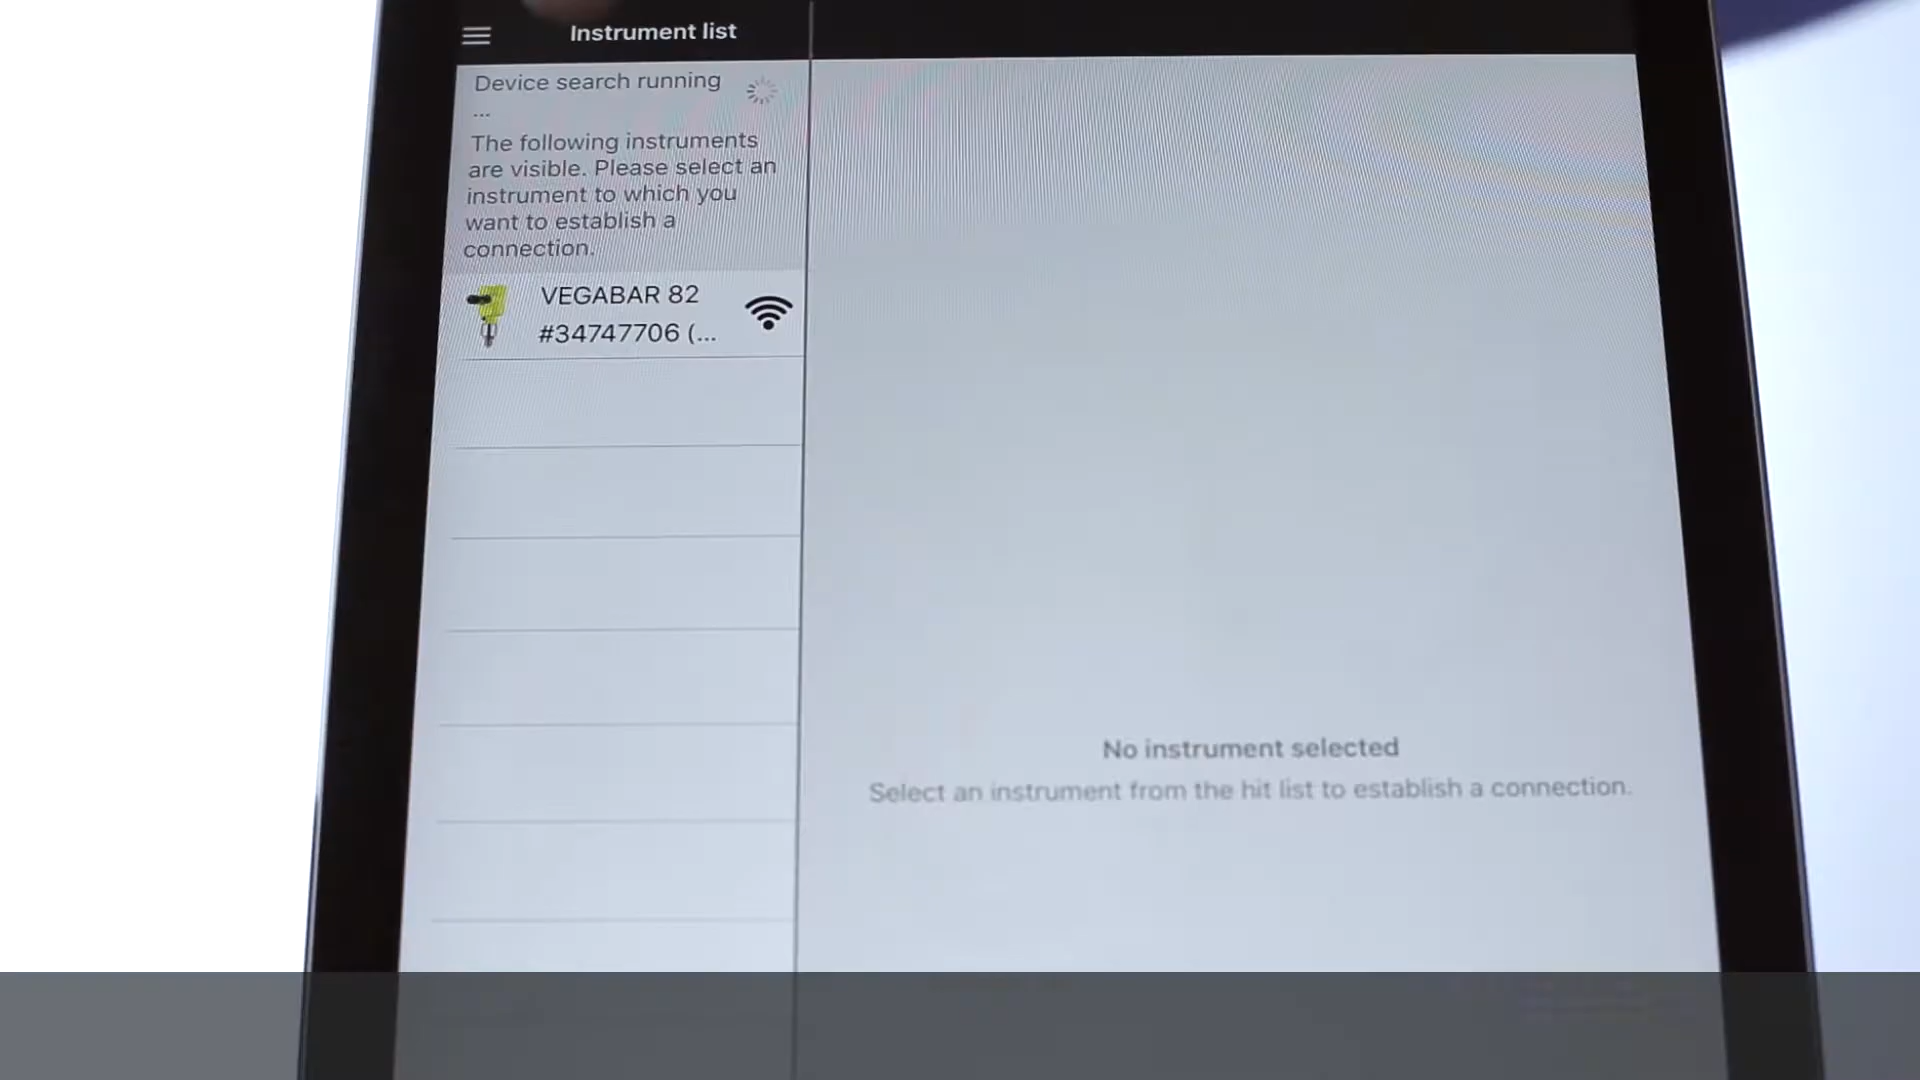 Instrument list
Device search running
...
The following instruments
are visible. Please select an
instrument to which you
want to establish a
connection.
VEGABAR 82
#34747706 (...
No instrument selected
Select an instrument from the hit list to establish a connection.